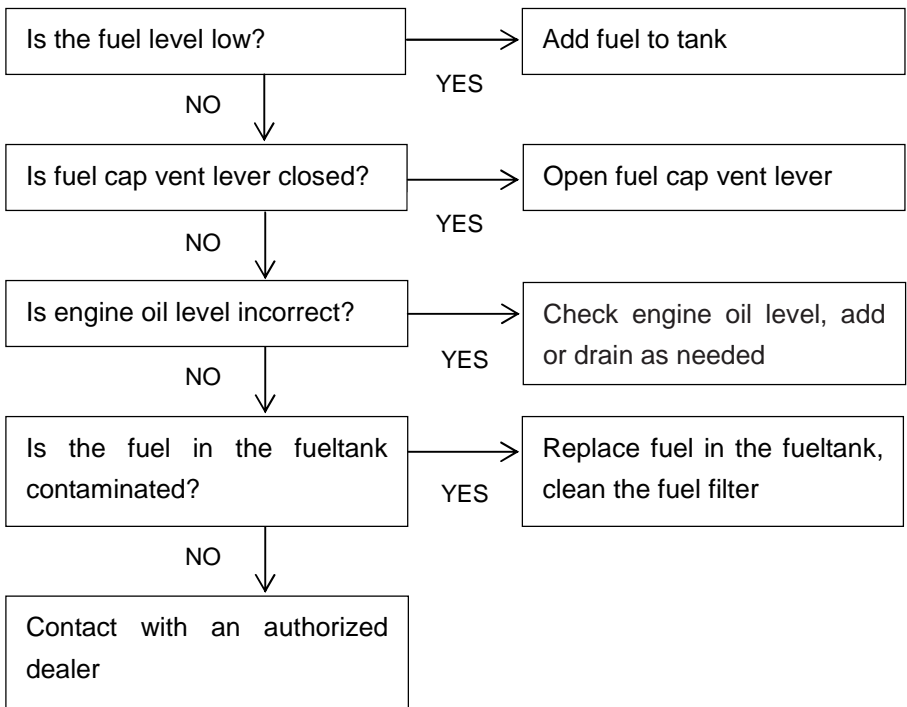 Is the fuel level low?
Add fuel to tank
YES
NO
Is fuel cap vent lever closed?
Open fuel cap vent lever
YES
NO
Is engine oil level incorrect?
Check engine oil level, add
or drain as needed
YES
NO
Is the fuel in the fueltank
contaminated?
Replace fuel in the fueltank,
clean the fuel filter
YES
NO
Contact with an authorized
dealer